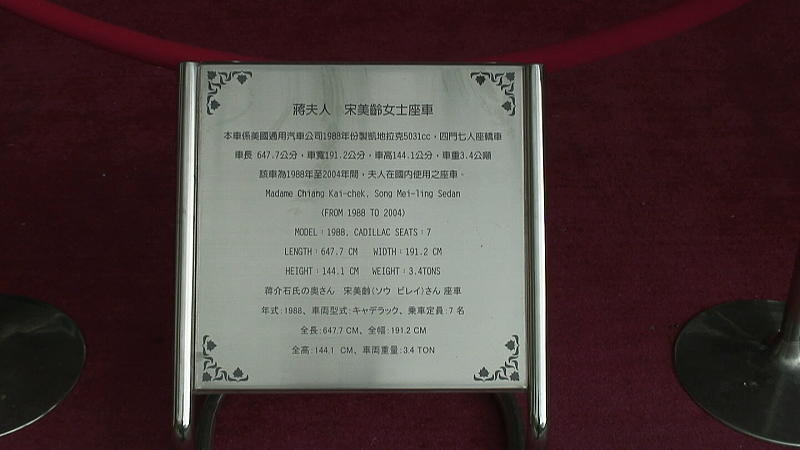 蔣夫人 宋美齡女士座車
本車係美國通用汽車公司1988年份製凱地拉克5031cc，四門七人座轎車
車長 647.7公分，車寬191.2公分，車高144.1公分，車重3.4公噸
該車為1988年至2004年間，夫人在國內使用之座車。
Madame Chiang Kai-chek, Song Mei-ling Sedan
(FROM 1988 TO 2004)
MODEL：1988, CADILLAC SEATS：7
LENGTH：647.7 CM WIDTH：191.2 CM
HEIGHT：144.1 CM WEIGHT：3.4TONS
蒋介石氏の奥さん 宋美齢(ソウ ビレイ)さん 座車
年式:1988、車両型式:キャデラック、乗車定員:7 名
全長:647.7 CM、全幅:191.2 CM
全高:144.1 CM、車両重量:3.4 TON